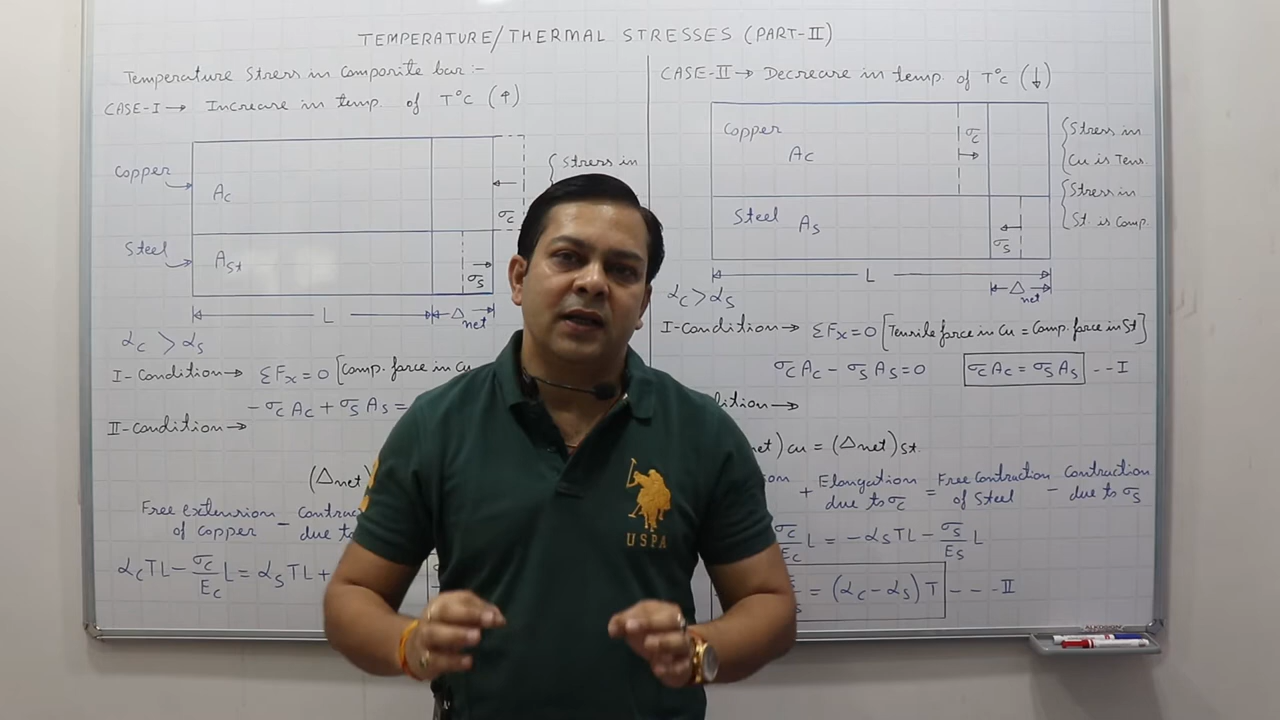 TEMPERATURE/THERMAL STRESSES (PART-II)
Temperature Stress in Composite bar:-
CASE-I → Increase in temp. of T°C (↑)
Copper
Ac
Stress in
σc
Steel
Ast
σs
L
Δnet
αc > αs
I-Condition → ΣFx = 0 [Comp. force in Cu
-σc Ac + σs As =
II-Condition →
(Δnet)
Free extension of copper -
αc TL - σc/Ec L = αs TL +
CASE-II → Decrease in temp. of T°C (↓)
Copper
Ac
σc
{Stress in
Cu is Tens.
Steel
As
σs
{Stress in
St. is Comp.
L
Δnet
αc > αs
I-Condition → ΣFx = 0 [Tensile force in Cu = Comp. force in St]
σc Ac - σs As = 0
σc Ac = σs As --I
)cu = (Δnet)St.
+ Elongation due to σc = Free Contraction of Steel - Contraction due to σs
σc/Ec L = -αs TL - σs/Es L
= (αc - αs) T ---II
USPA